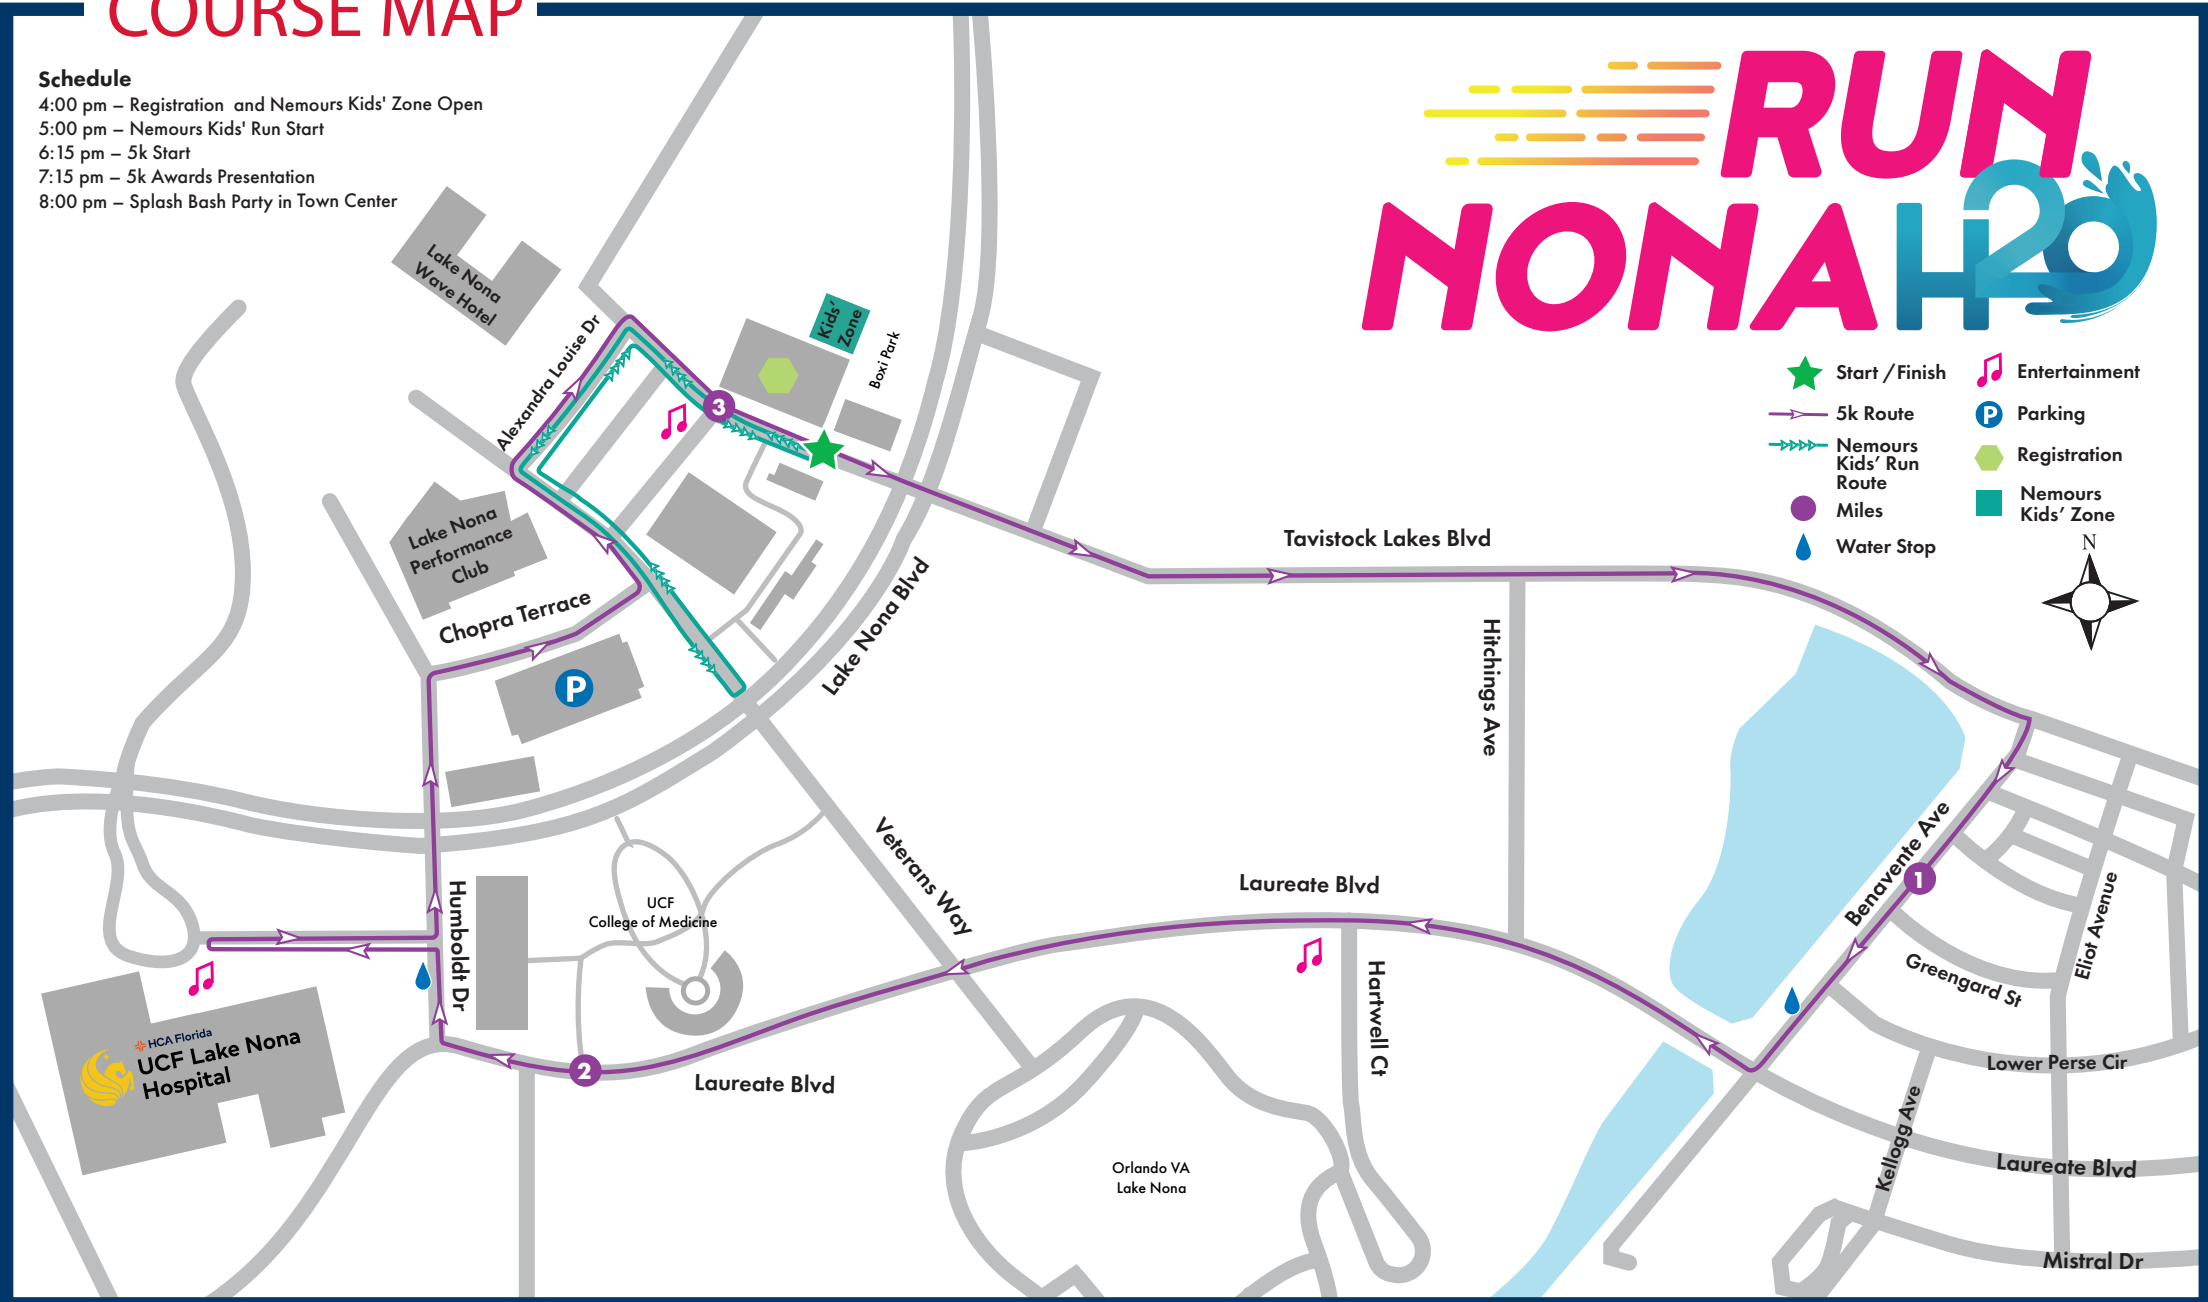 COURSE MAP
Schedule
4:00 pm – Registration and Nemours Kids' Zone Open
5:00 pm – Nemours Kids' Run Start
6:15 pm – 5k Start
7:15 pm – 5k Awards Presentation
8:00 pm – Splash Bash Party in Town Center
RUN
NONA H2O
Start / Finish
5k Route
Nemours
Kids' Run
Route
Miles
Water Stop
Entertainment
P
Parking
Registration
Nemours
Kids' Zone
N
Lake Nona
Wave Hotel
Alexandra Louise Dr
Kids'
Zone
Boxi Park
3
Lake Nona
Performance
Club
Chopra Terrace
P
Lake Nona Blvd
Tavistock Lakes Blvd
Hitchings Ave
Veterans Way
Laureate Blvd
Benavente Ave
1
Eliot Avenue
Greengard St
Humboldt Dr
UCF
College of Medicine
Hartwell Ct
HCA Florida
UCF Lake Nona
Hospital
2
Laureate Blvd
Lower Perse Cir
Kellogg Ave
Orlando VA
Lake Nona
Laureate Blvd
Mistral Dr